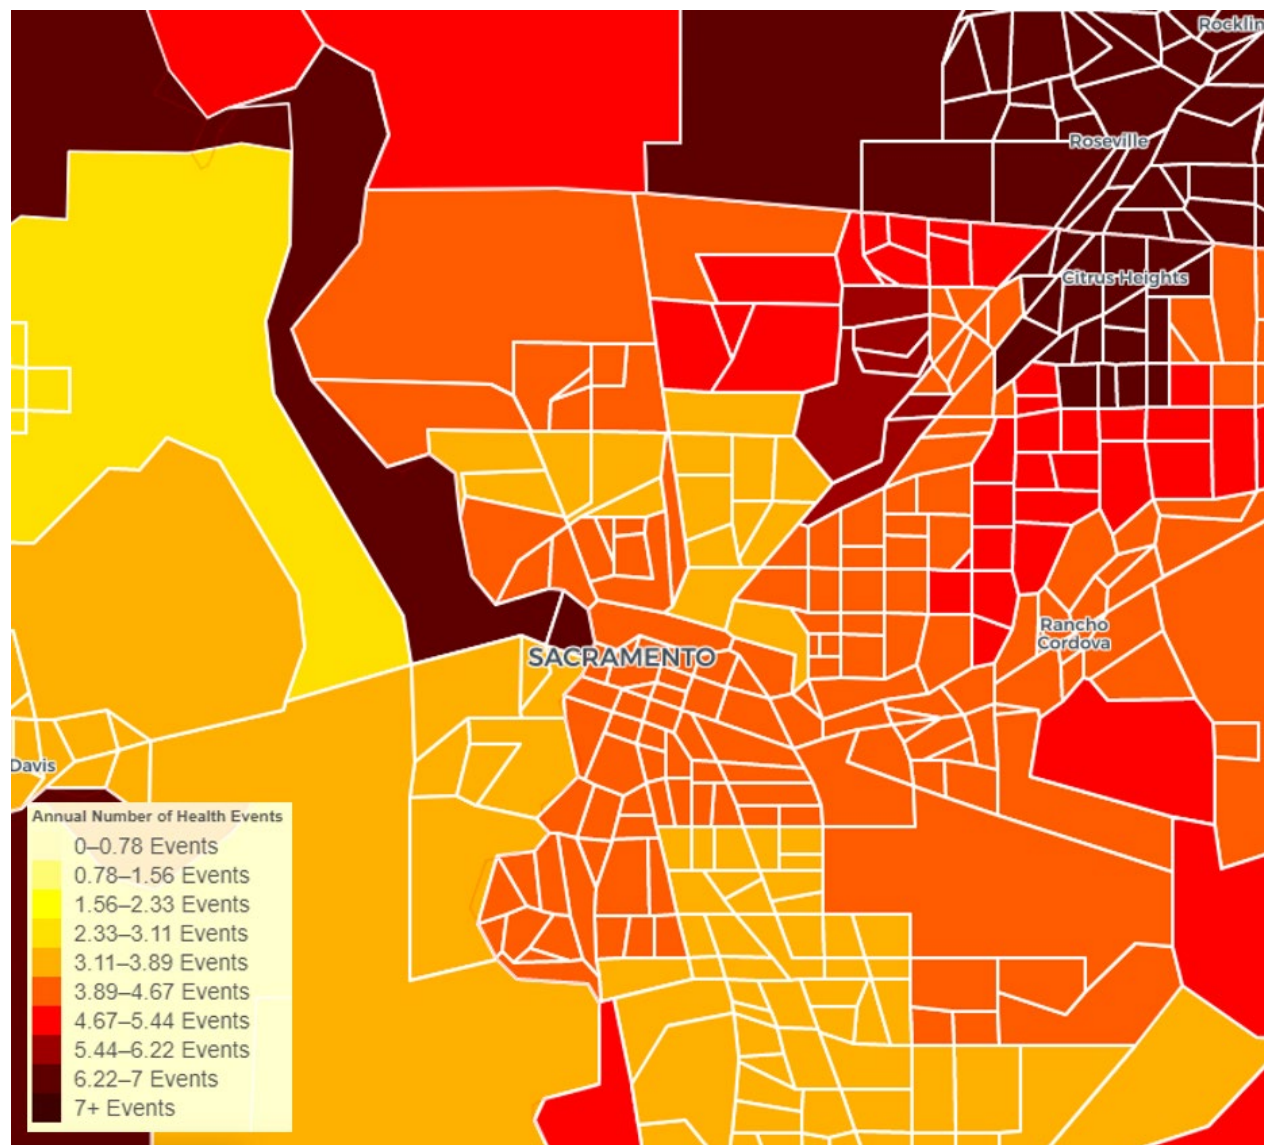 Rocklin
Roseville
Citrus Heights
Rancho
Cordova
SACRAMENTO
Davis
Annual Number of Health Events
0–0.78 Events
0.78–1.56 Events
1.56–2.33 Events
2.33–3.11 Events
3.11–3.89 Events
3.89–4.67 Events
4.67–5.44 Events
5.44–6.22 Events
6.22–7 Events
7+ Events